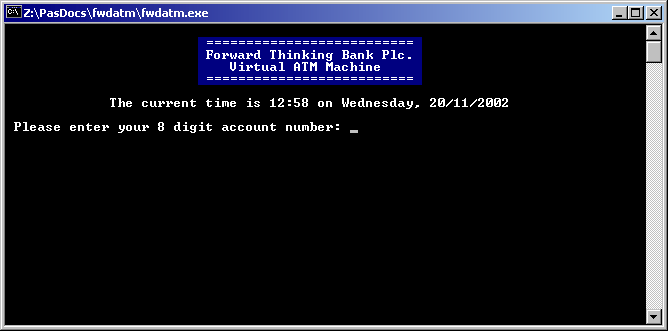 Z:\PasDocs\fwdatm\fwdatm.exe
==========================
Forward Thinking Bank Plc.
Virtual ATM Machine
==========================
The current time is 12:58 on Wednesday, 20/11/2002
Please enter your 8 digit account number: _